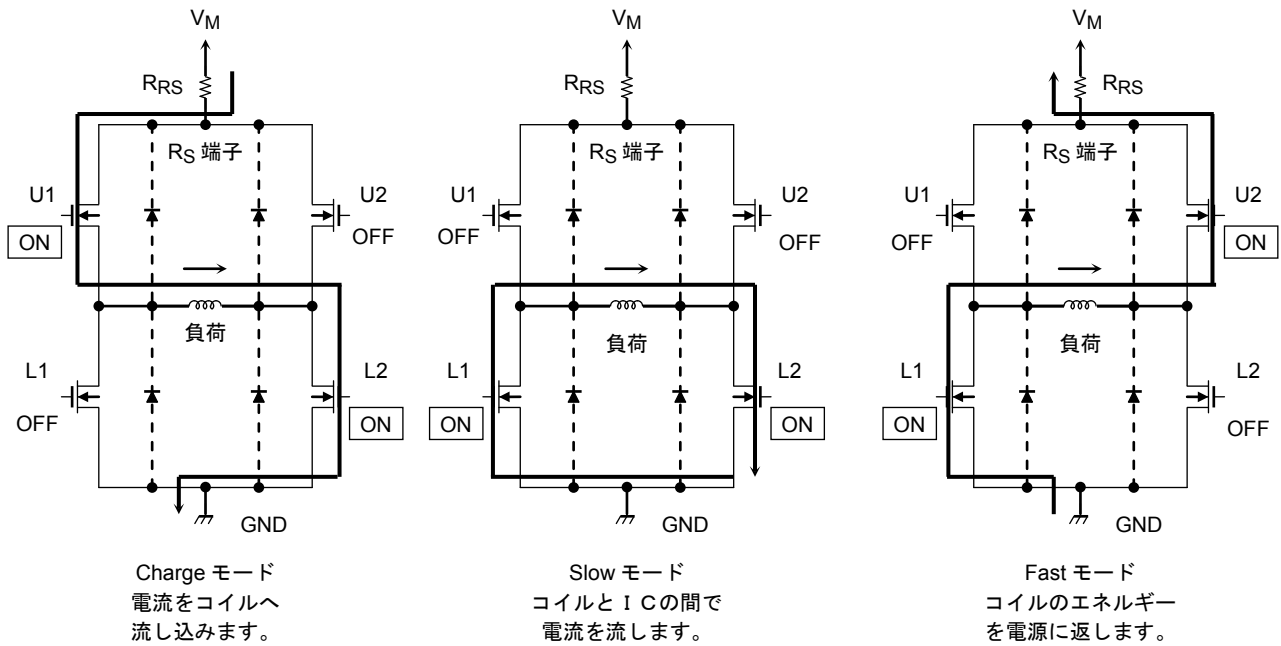 VM
RRS
RS 端子
U1
ON
U2
OFF
負荷
L1
OFF
L2
ON
GND
Charge モード
電流をコイルへ
流し込みます。
VM
RRS
RS 端子
U1
OFF
U2
OFF
負荷
L1
ON
L2
ON
GND
Slow モード
コイルとＩＣの間で
電流を流します。
VM
RRS
RS 端子
U1
OFF
U2
ON
負荷
L1
ON
L2
OFF
GND
Fast モード
コイルのエネルギー
を電源に返します。